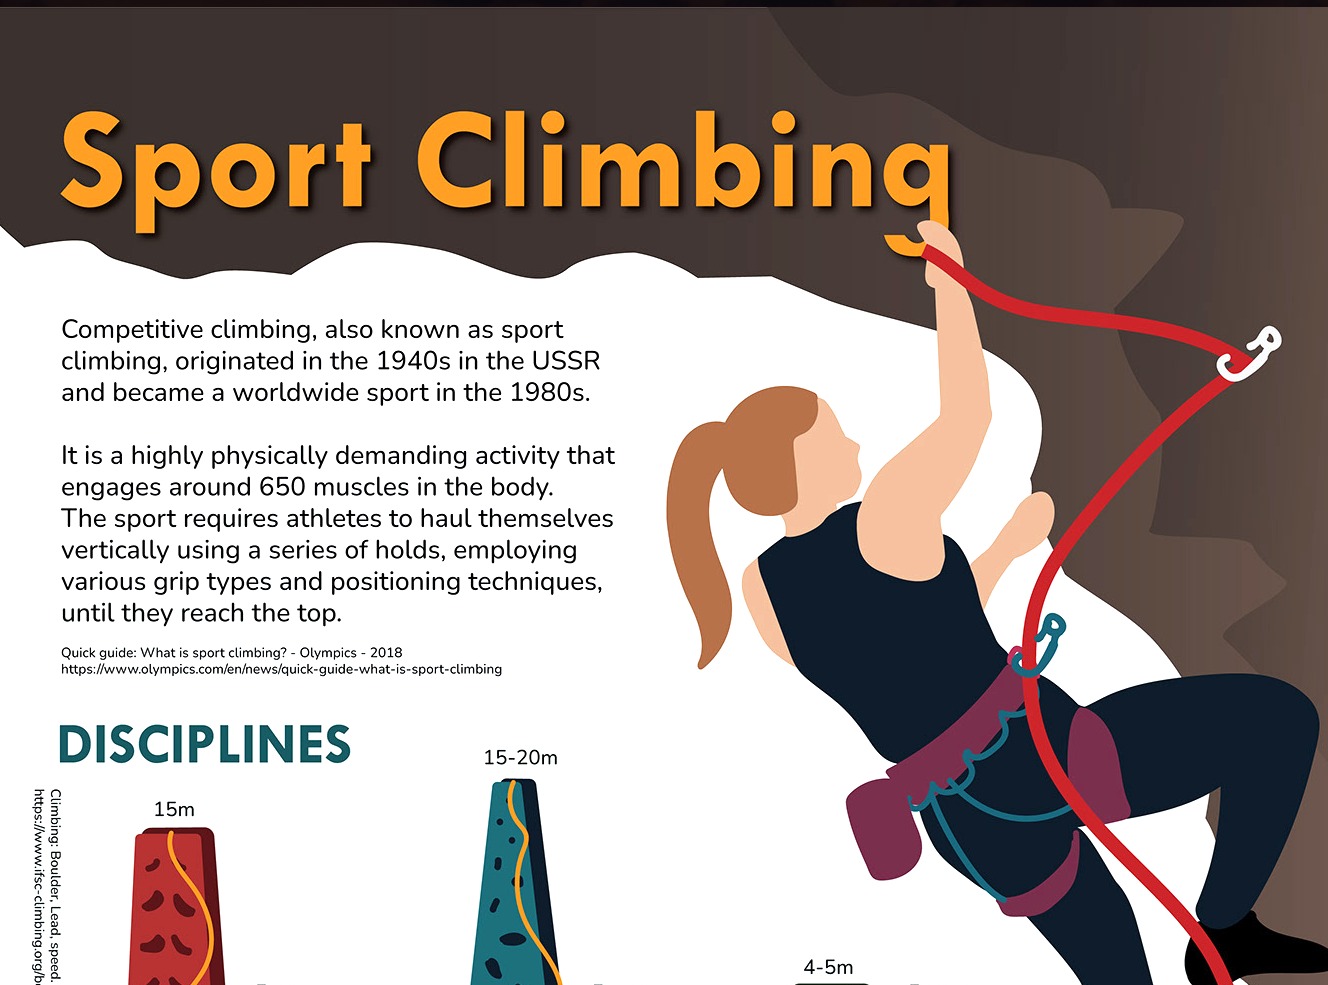 Sport Climbing
Competitive climbing, also known as sport
climbing, originated in the 1940s in the USSR
and became a worldwide sport in the 1980s.
It is a highly physically demanding activity that
engages around 650 muscles in the body.
The sport requires athletes to haul themselves
vertically using a series of holds, employing
various grip types and positioning techniques,
until they reach the top.
Quick guide: What is sport climbing? - Olympics - 2018
https://www.olympics.com/en/news/quick-guide-what-is-sport-climbing
DISCIPLINES
15m
15-20m
4-5m
Climbing: Boulder, Lead, speed.
https://www.ifsc-climbing.org/b